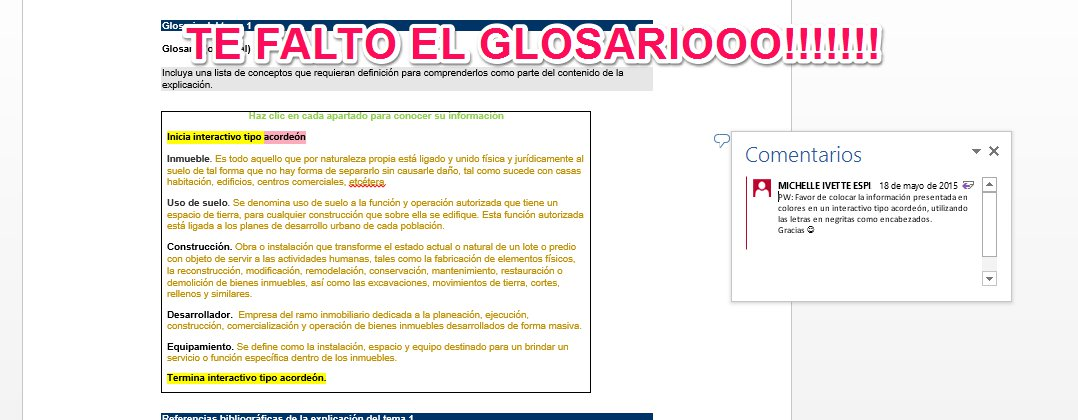 Glosario del tema 1
TE FALTO EL GLOSARIOOO!!!!!!!
Incluya una lista de conceptos que requieran definición para comprenderlos como parte del contenido de la
explicación.
Haz clic en cada apartado para conocer su información
Inicia interactivo tipo acordeón
Inmueble. Es todo aquello que por naturaleza propia está ligado y unido física y jurídicamente al
suelo de tal forma que no hay forma de separarlo sin causarle daño, tal como sucede con casas
habitación, edificios, centros comerciales, etcétera.
Uso de suelo. Se denomina uso de suelo a la función y operación autorizada que tiene un
espacio de tierra, para cualquier construcción que sobre ella se edifique. Esta función autorizada
está ligada a los planes de desarrollo urbano de cada población.
Construcción. Obra o instalación que transforme el estado actual o natural de un lote o predio
con objeto de servir a las actividades humanas, tales como la fabricación de elementos físicos,
la reconstrucción, modificación, remodelación, conservación, mantenimiento, restauración o
demolición de bienes inmuebles, así como las excavaciones, movimientos de tierra, cortes,
rellenos y similares.
Desarrollador. Empresa del ramo inmobiliario dedicada a la planeación, ejecución,
construcción, comercialización y operación de bienes inmuebles desarrollados de forma masiva.
Equipamiento. Se define como la instalación, espacio y equipo destinado para un brindar un
servicio o función específica dentro de los inmuebles.
Termina interactivo tipo acordeón.
Referencias bibliográficas de la explicación del tema 1
Comentarios
MICHELLE IVETTE ESPI 18 de mayo de 2015
PW: Favor de colocar la información presentada en
colores en un interactivo tipo acordeón, utilizando
las letras en negritas como encabezados.
Gracias ☺